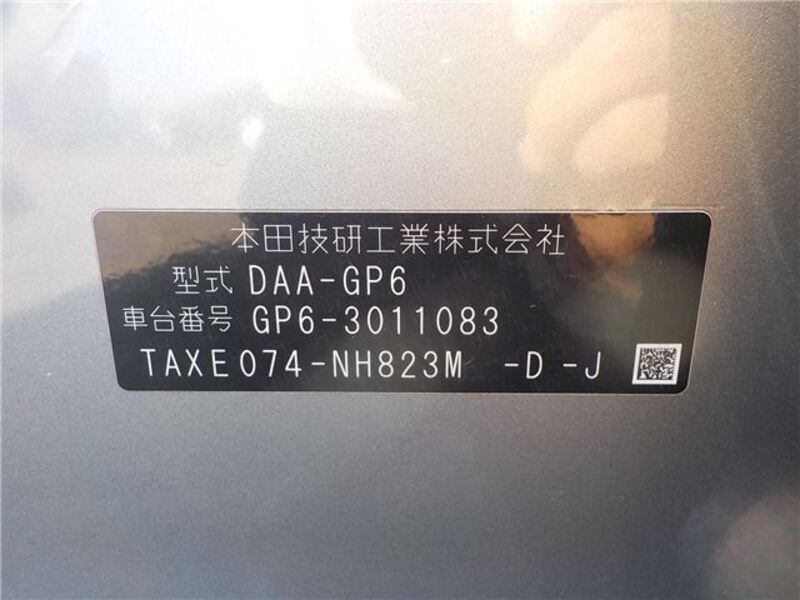 本田技研工業株式会社
型式 DAA-GP6
車台番号 GP6-3011083
TAXE074-NH823M -D -J